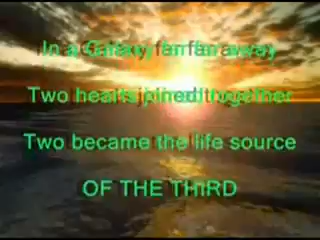 In a Galaxy far far away
Two hearts joined together
Two became the life source
OF THE THIRD